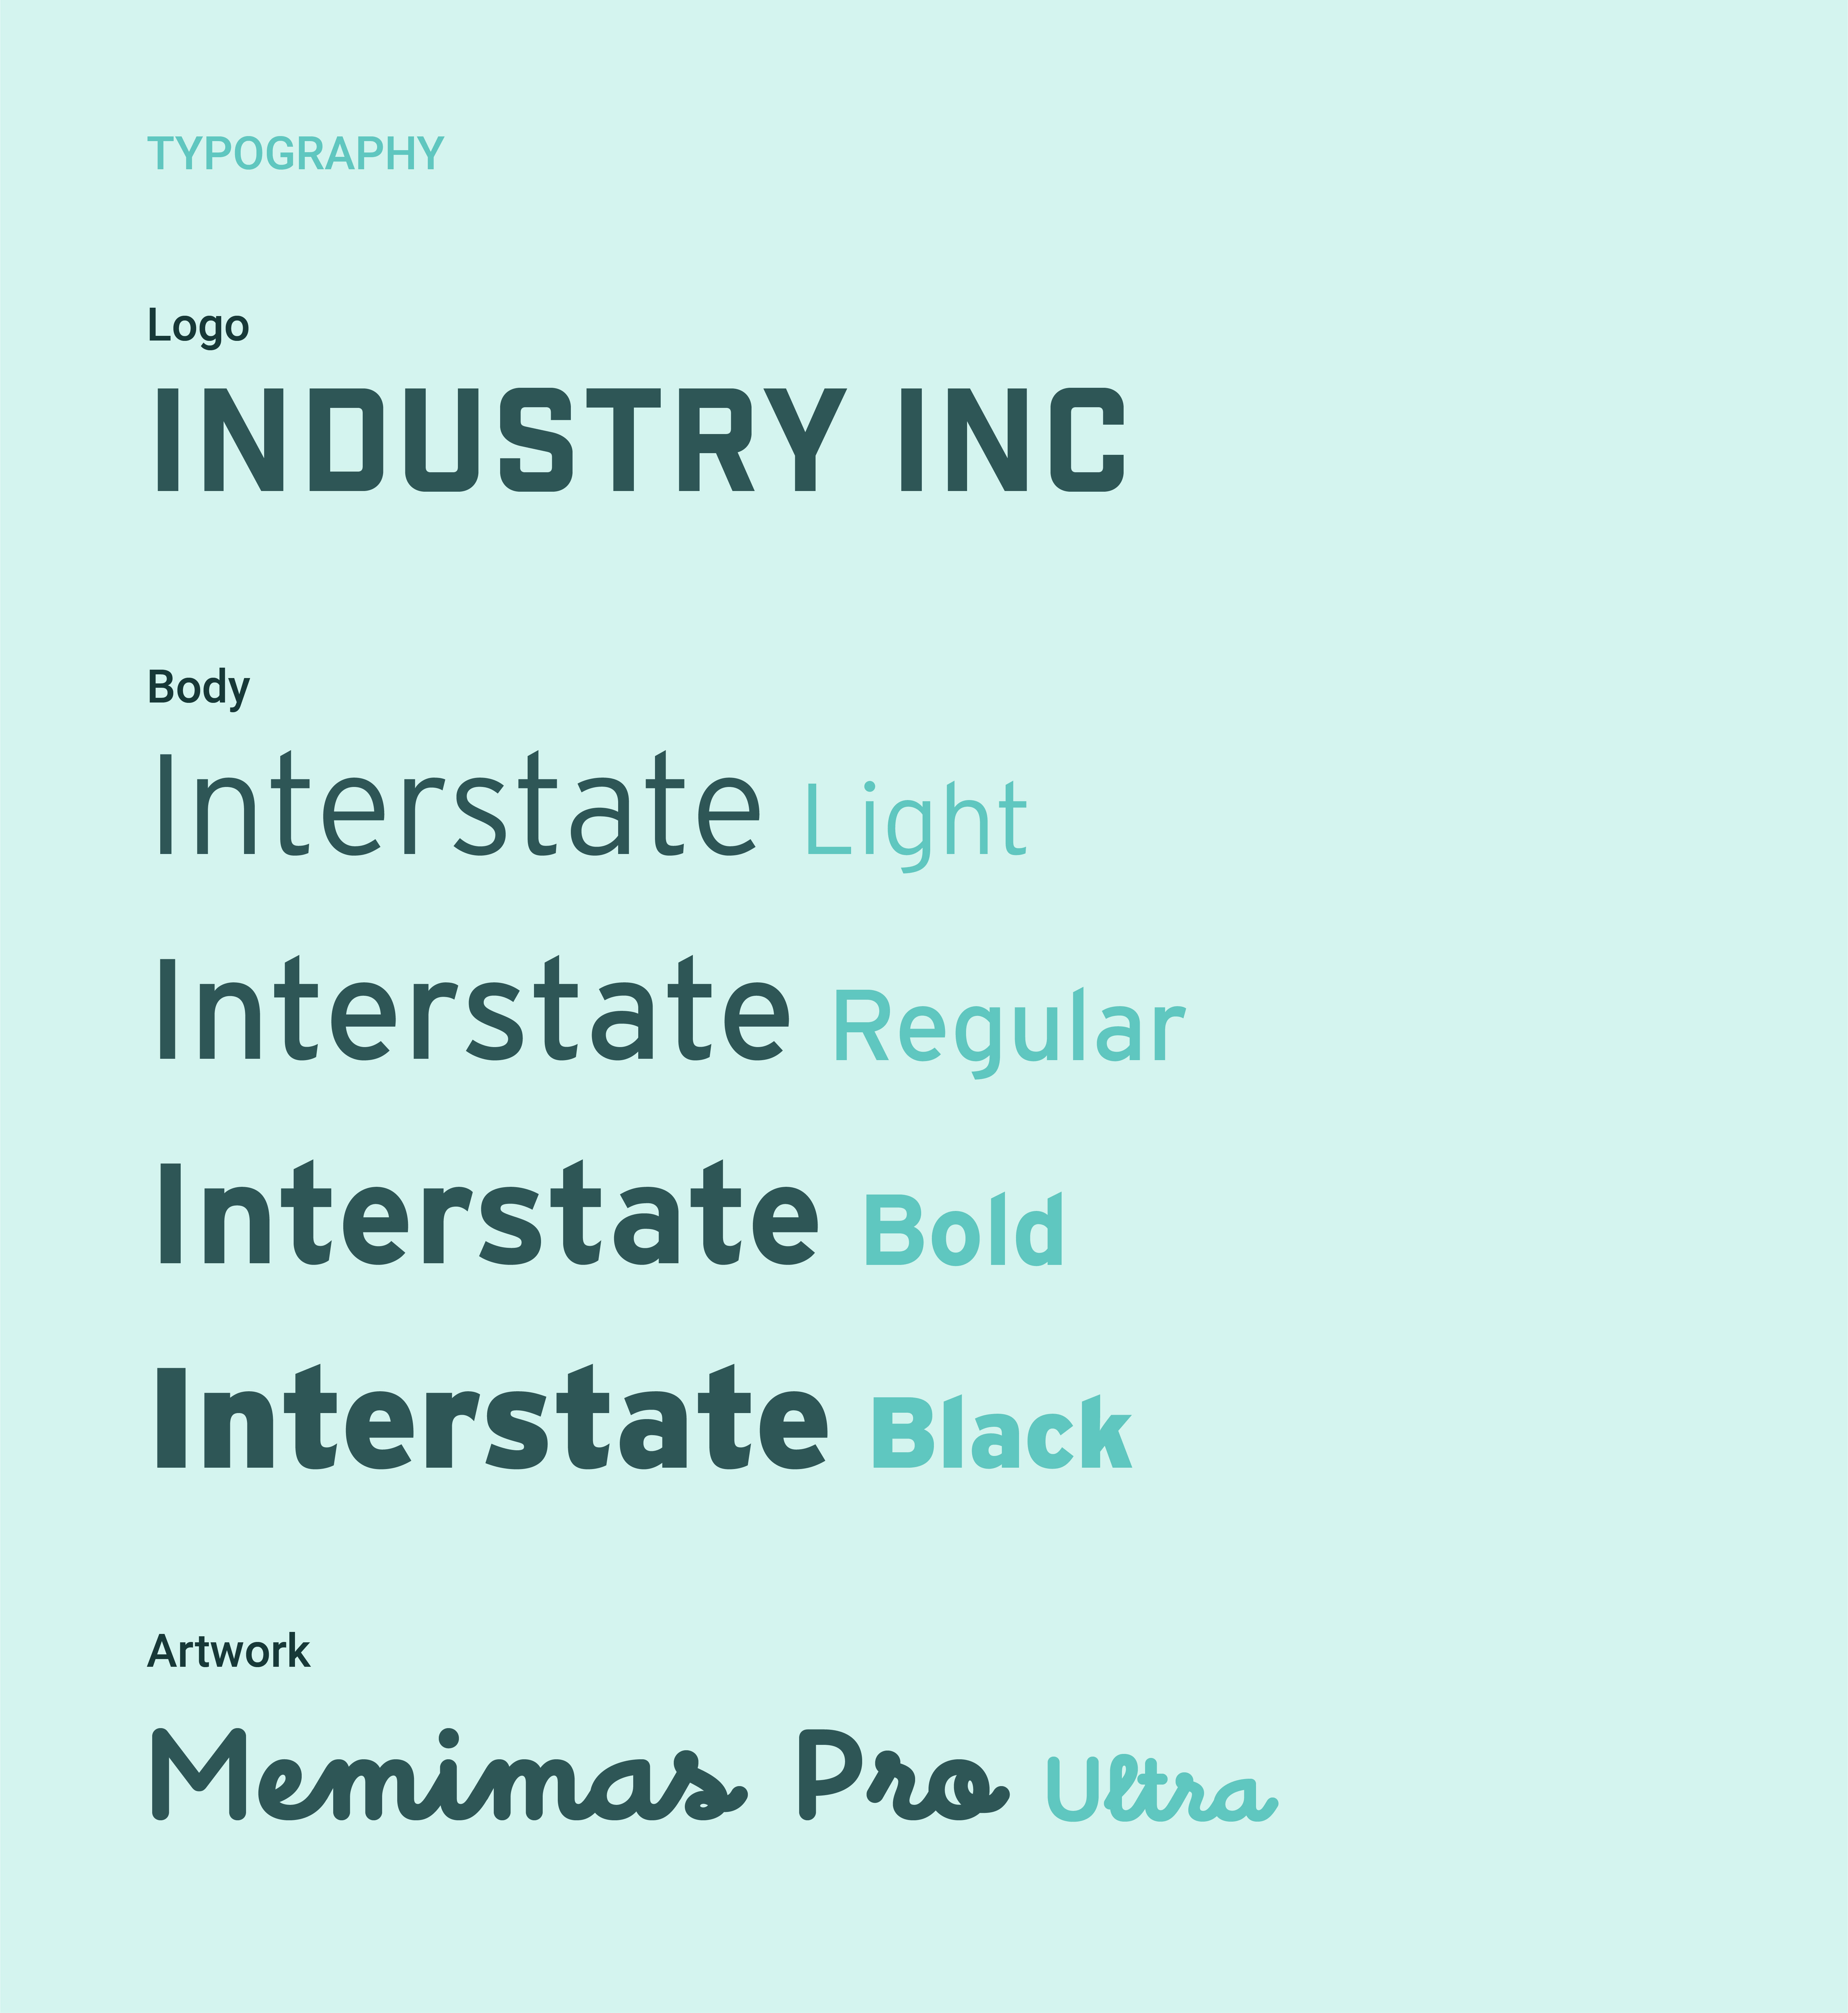 TYPOGRAPHY
Logo
INDUSTRY INC
Body
Interstate Light
Interstate Regular
Interstate Bold
Interstate Black
Artwork
Memimas Pro Ultra